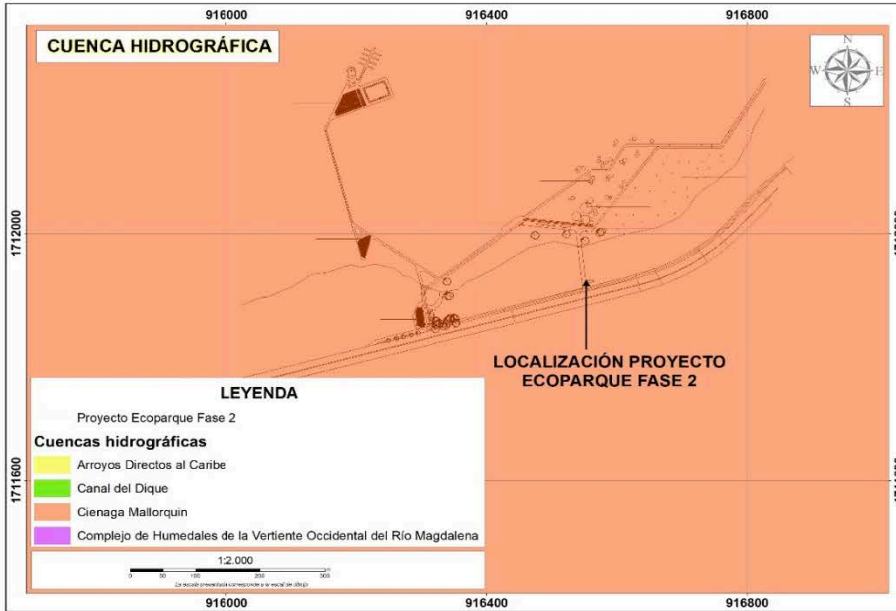 916000 916400 916800
CUENCA HIDROGRÁFICA
N
W E
S
1712000
LOCALIZACIÓN PROYECTO
ECOPARQUE FASE 2
LEYENDA
Proyecto Ecoparque Fase 2
Cuencas hidrográficas
Arroyos Directos al Caribe
1711600
Canal del Dique
Cienaga Mallorquin
Complejo de Humedales de la Vertiente Occidental del Río Magdalena
1:2.000
0 50 100 200 300
916000 916400 916800